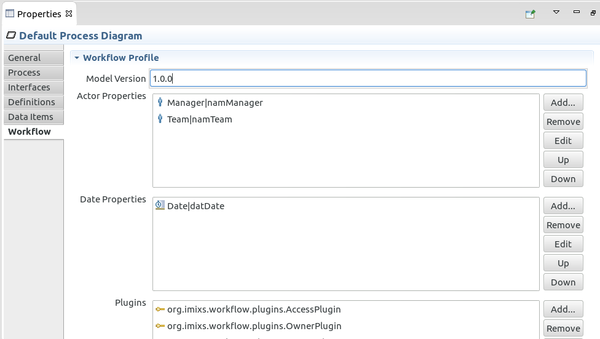 Properties
Default Process Diagram
General
Process
Interfaces
Definitions
Data Items
Workflow
Workflow Profile
Model Version 1.0.0
Actor Properties
Manager|namManager
Team|namTeam
Add...
Remove
Edit
Up
Down
Date Properties
Date|datDate
Add...
Remove
Edit
Up
Down
Plugins
org.imixs.workflow.plugins.AccessPlugin
org.imixs.workflow.plugins.OwnerPlugin
Add...
Remove